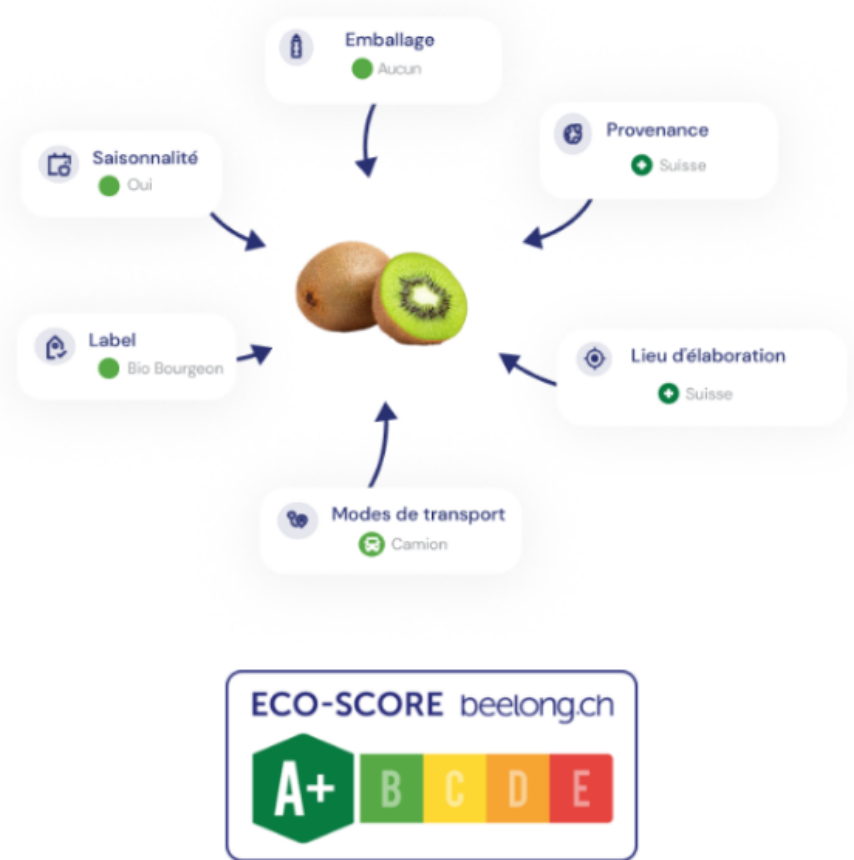 Emballage
Aucun
Provenance
Suisse
Saisonnalité
Oui
Label
Bio Bourgeon
Lieu d'élaboration
Suisse
Modes de transport
Camion
ECO-SCORE beelong.ch
A+ B C D E